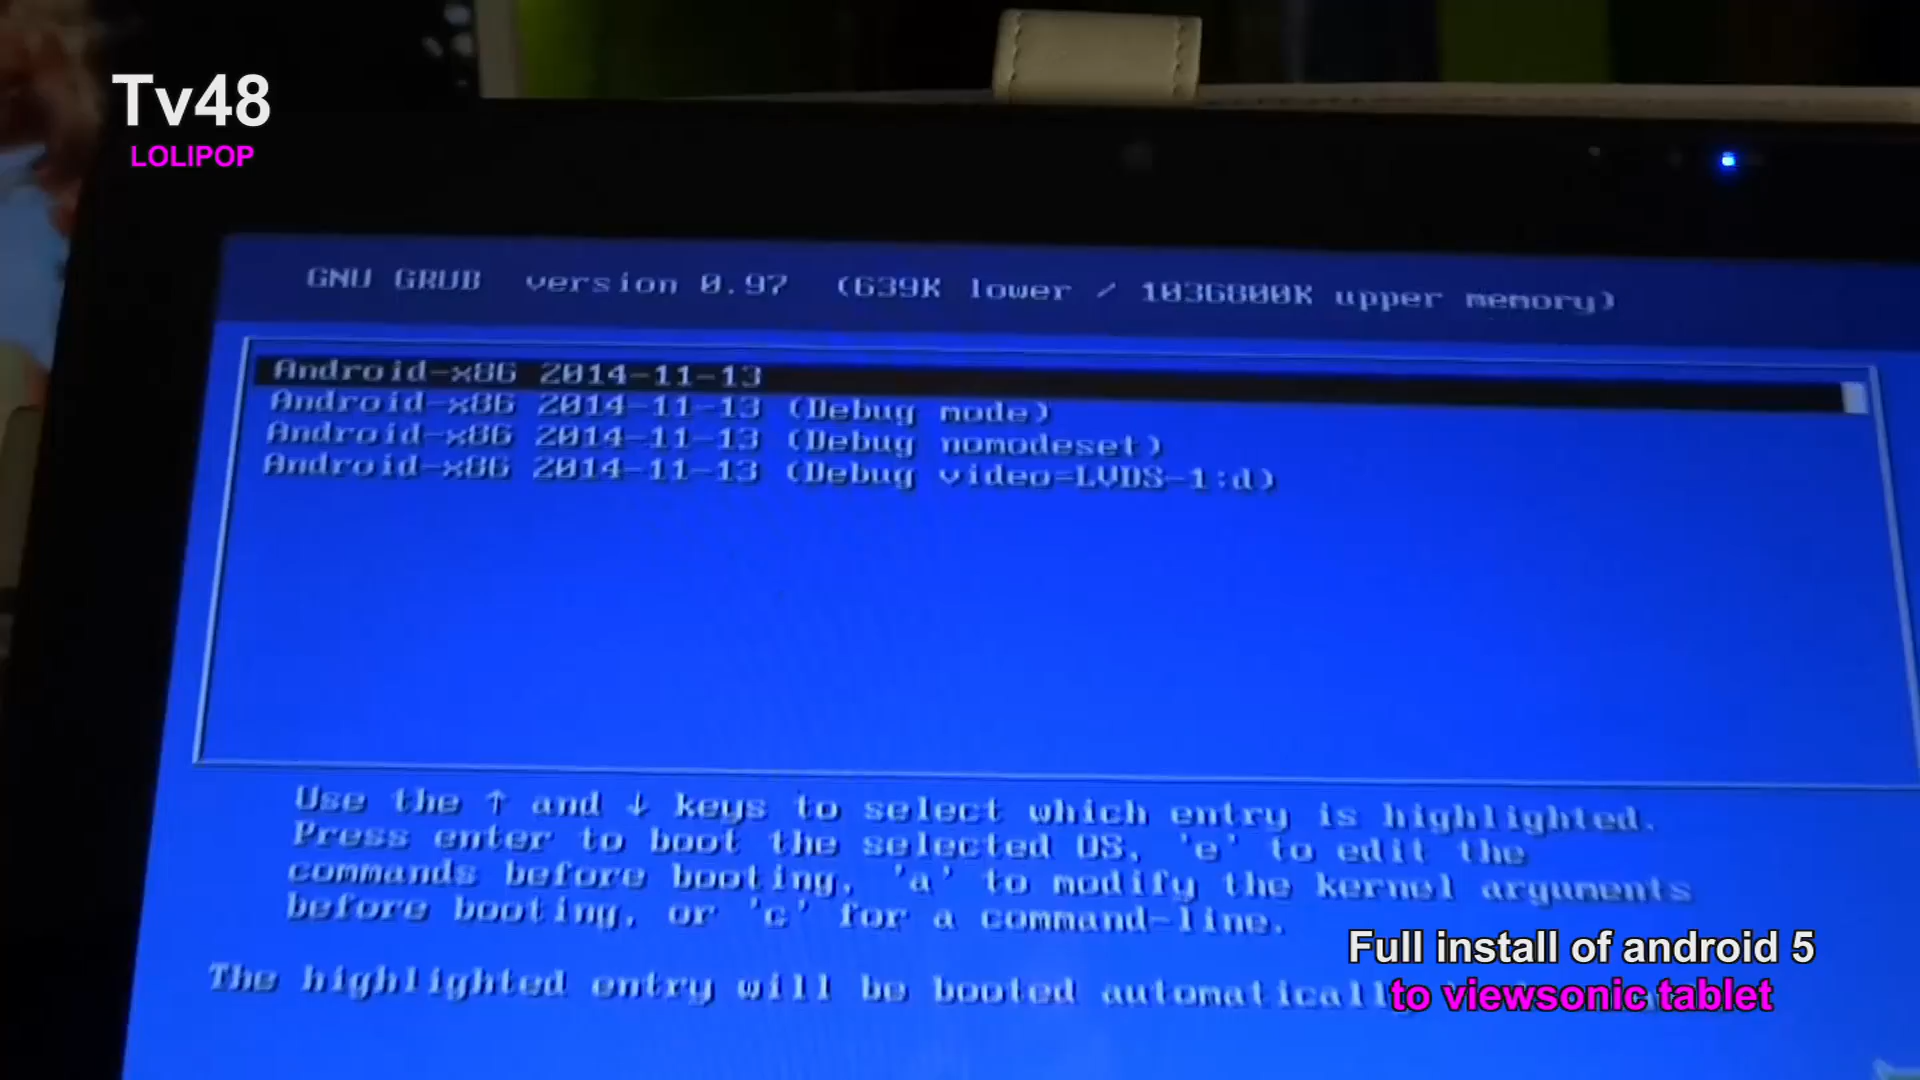 Tv48
LOLIPOP
GNU GRUB version 0.97 (639K lower / 1036800K upper memory)
Android-x86 2014-11-13
Android-x86 2014-11-13 (Debug mode)
Android-x86 2014-11-13 (Debug nomodeset)
Android-x86 2014-11-13 (Debug video=LVDS-1:d)
Use the ↑ and ↓ keys to select which entry is highlighted.
Press enter to boot the selected OS, 'e' to edit the
commands before booting, 'a' to modify the kernel arguments
before booting, or 'c' for a command-line.
The highlighted entry will be booted automatically
Full install of android 5
to viewsonic tablet